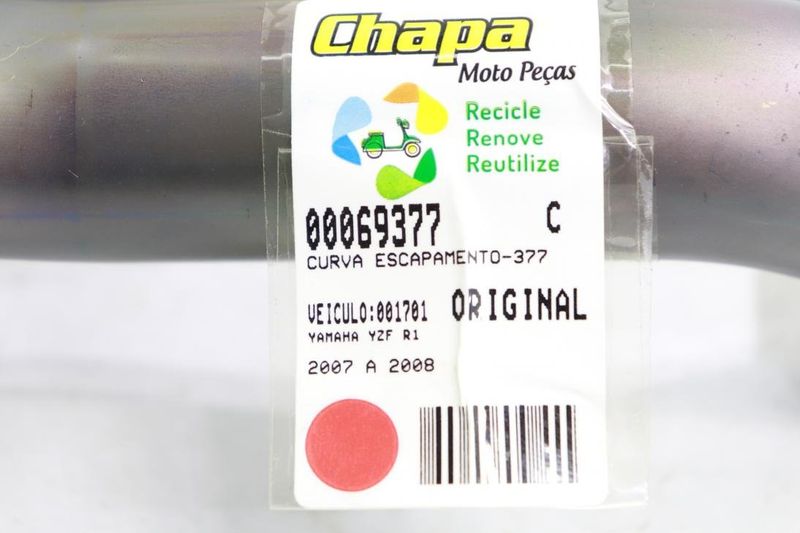 Chapa
Moto Peças
Recicle
Renove
Reutilize
00069377 C
CURVA ESCAPAMENTO-377
VEICULO:001701 ORIGINAL
YAMAHA YZF R1
2007 A 2008